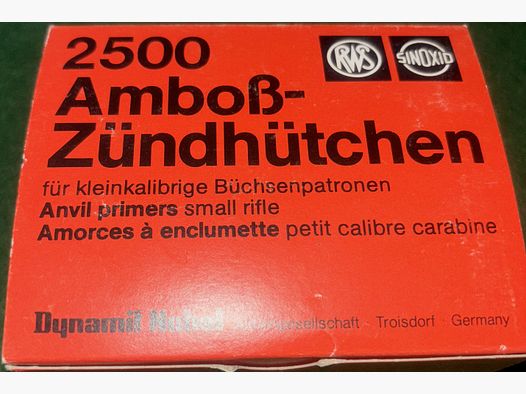 2500
RWS
SINOXID
Amboß-
Zündhütchen
für kleinkalibrige Büchsenpatronen
Anvil primers small rifle
Amorces à enclumette petit calibre carabine
Dynamit Nobel Aktiengesellschaft · Troisdorf · Germany